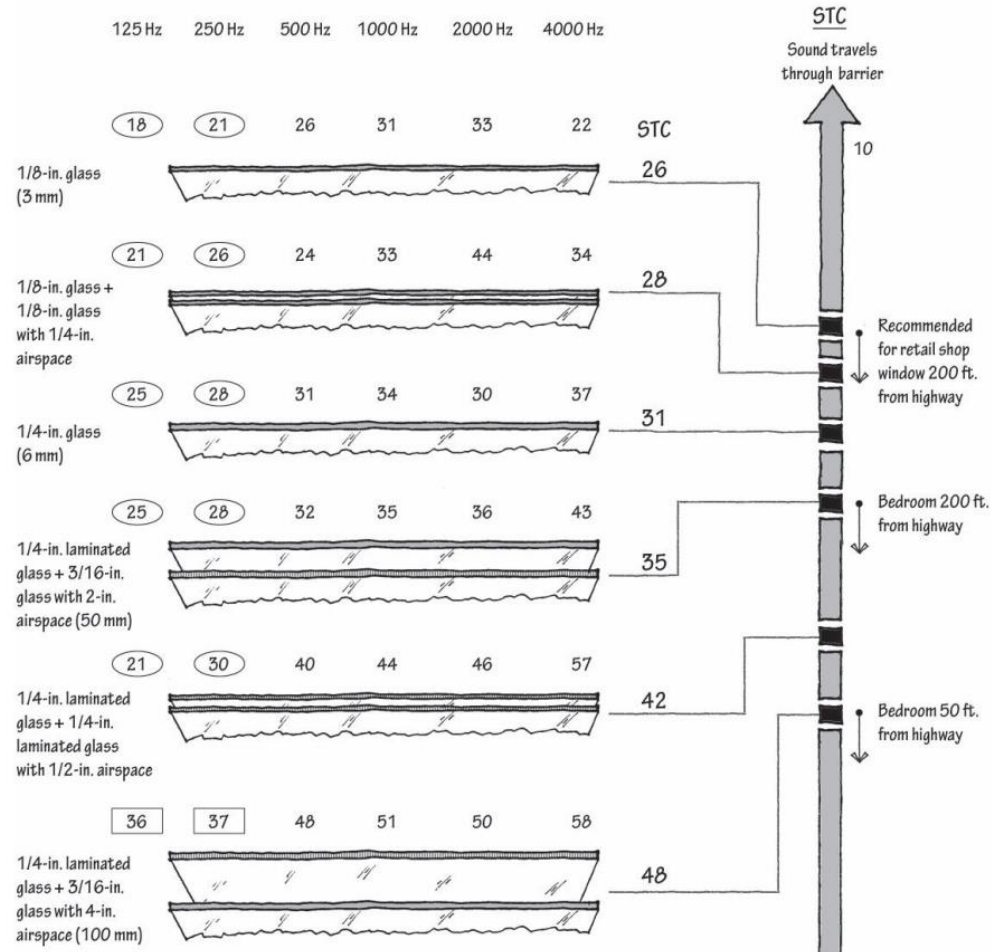 125 Hz 250 Hz 500 Hz 1000 Hz 2000 Hz 4000 Hz
STC
Sound travels
through barrier
10
18 21 26 31 33 22
STC
1/8-in. glass
(3 mm)
26
21 26 24 33 44 34
1/8-in. glass +
1/8-in. glass
with 1/4-in.
airspace
28
Recommended
for retail shop
window 200 ft.
from highway
25 28 31 34 30 37
1/4-in. glass
(6 mm)
31
25 28 32 35 36 43
1/4-in. laminated
glass + 3/16-in.
glass with 2-in.
airspace (50 mm)
35
Bedroom 200 ft.
from highway
21 30 40 44 46 57
1/4-in. laminated
glass + 1/4-in.
laminated glass
with 1/2-in. airspace
42
Bedroom 50 ft.
from highway
36 37 48 51 50 58
1/4-in. laminated
glass + 3/16-in.
glass with 4-in.
airspace (100 mm)
48